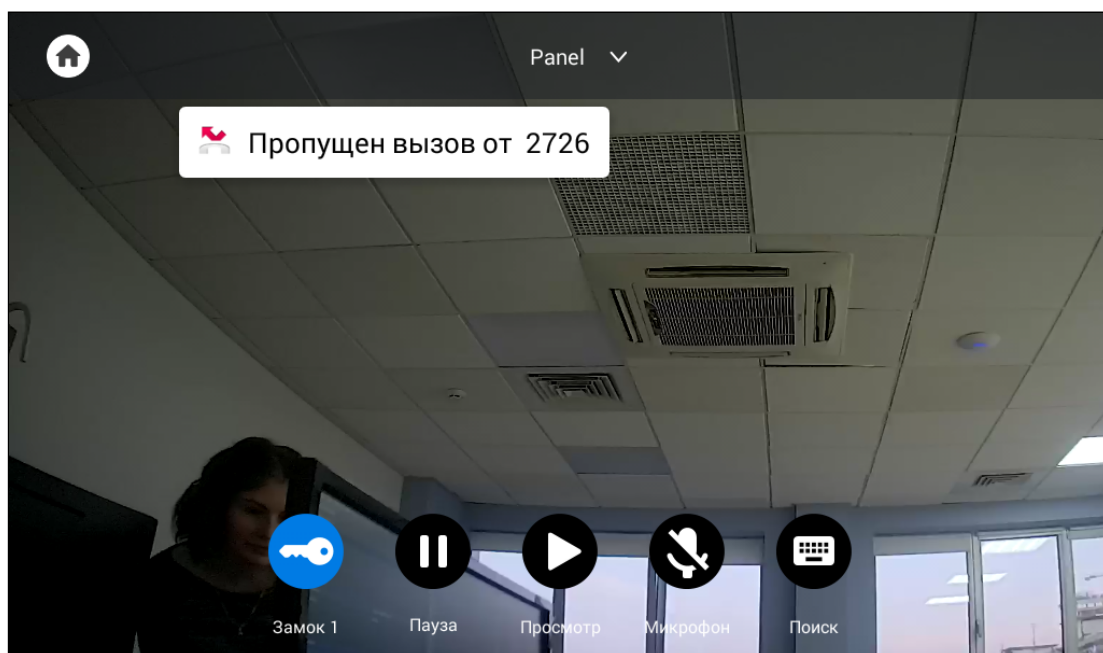 Panel
Пропущен вызов от 2726
Замок 1
Пауза
Просмотр
Микрофон
Поиск